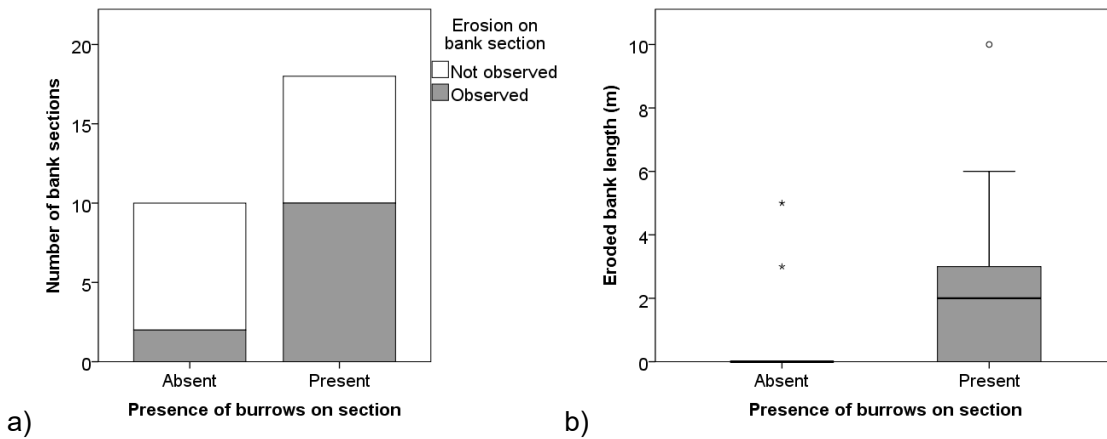 Erosion on
bank section
Not observed
Observed
Number of bank sections
20
15
10
5
0
Absent
Present
Presence of burrows on section
a)
Eroded bank length (m)
10
8
6
4
2
0
Absent
Present
Presence of burrows on section
b)